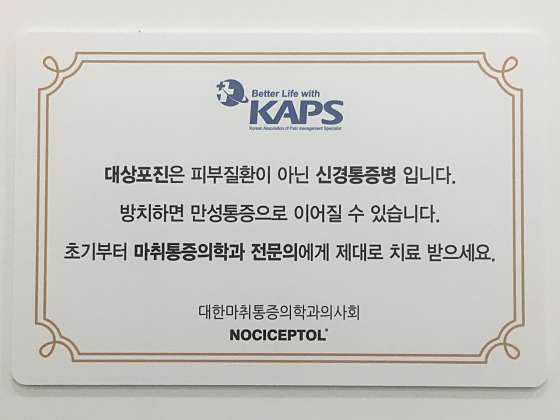 Better Life with
KAPS
Korean Association of Pain management Specialist
대상포진은 피부질환이 아닌 신경통증병 입니다.
방치하면 만성통증으로 이어질 수 있습니다.
초기부터 마취통증의학과 전문의에게 제대로 치료 받으세요.
대한마취통증의학과의사회
NOCICEPTOL®